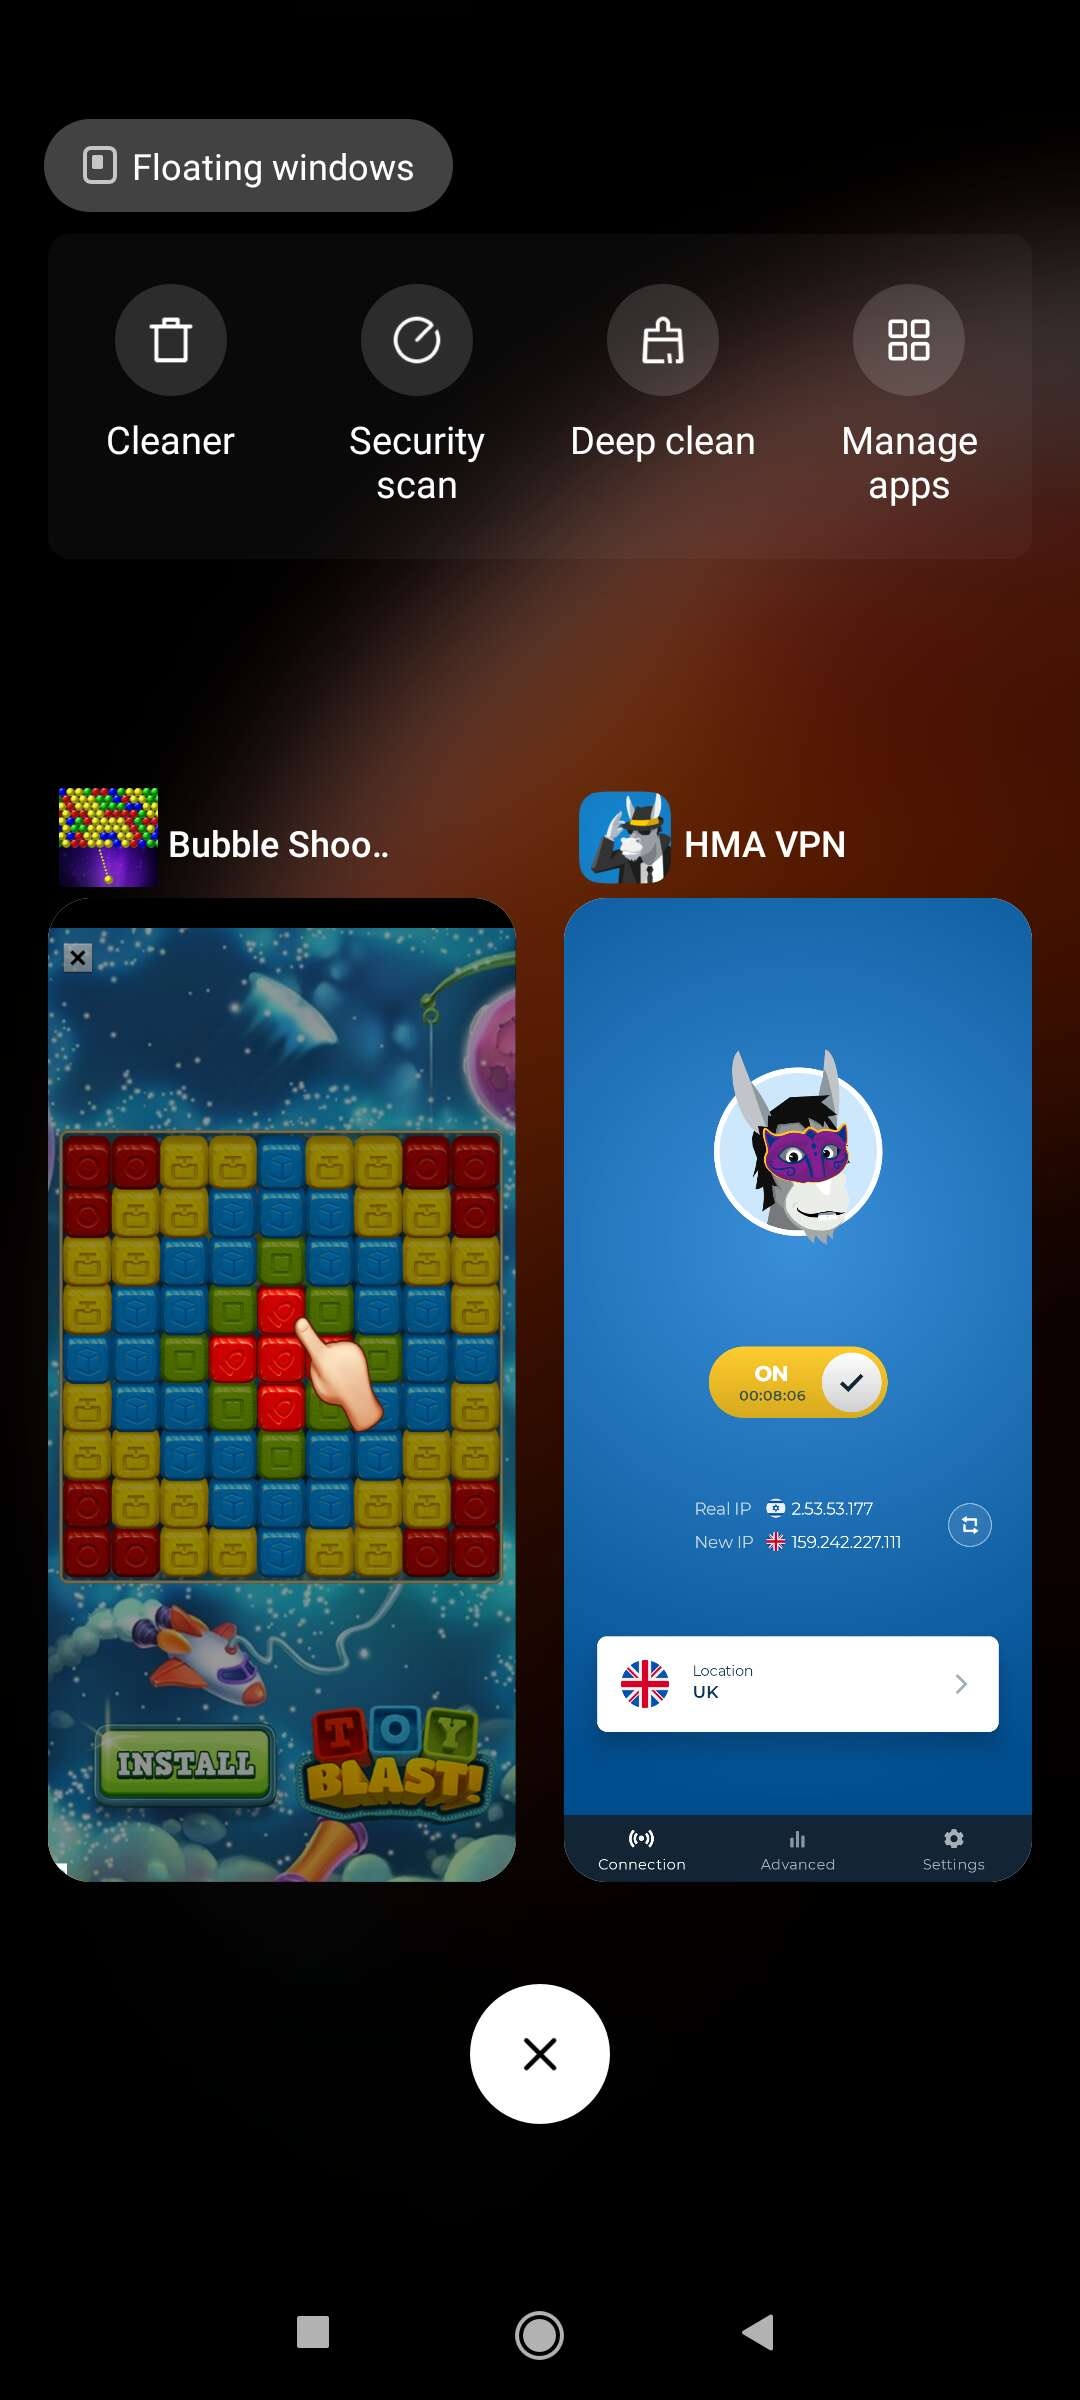 Floating windows
Cleaner
Security
scan
Deep clean
Manage
apps
Bubble Shoo..
HMA VPN
INSTALL
TOY
BLAST!
ON
00:08:06
Real IP 2.53.53.177
New IP 159.242.227.111
Location
UK
Connection
Advanced
Settings